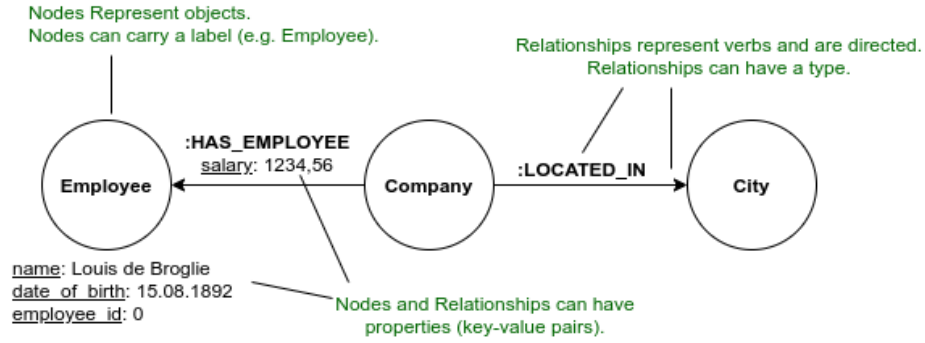 Nodes Represent objects.
Nodes can carry a label (e.g. Employee).
Relationships represent verbs and are directed.
Relationships can have a type.
:HAS_EMPLOYEE
salary: 1234,56
:LOCATED_IN
Employee
Company
City
name: Louis de Broglie
date_of_birth: 15.08.1892
employee_id: 0
Nodes and Relationships can have
properties (key-value pairs).